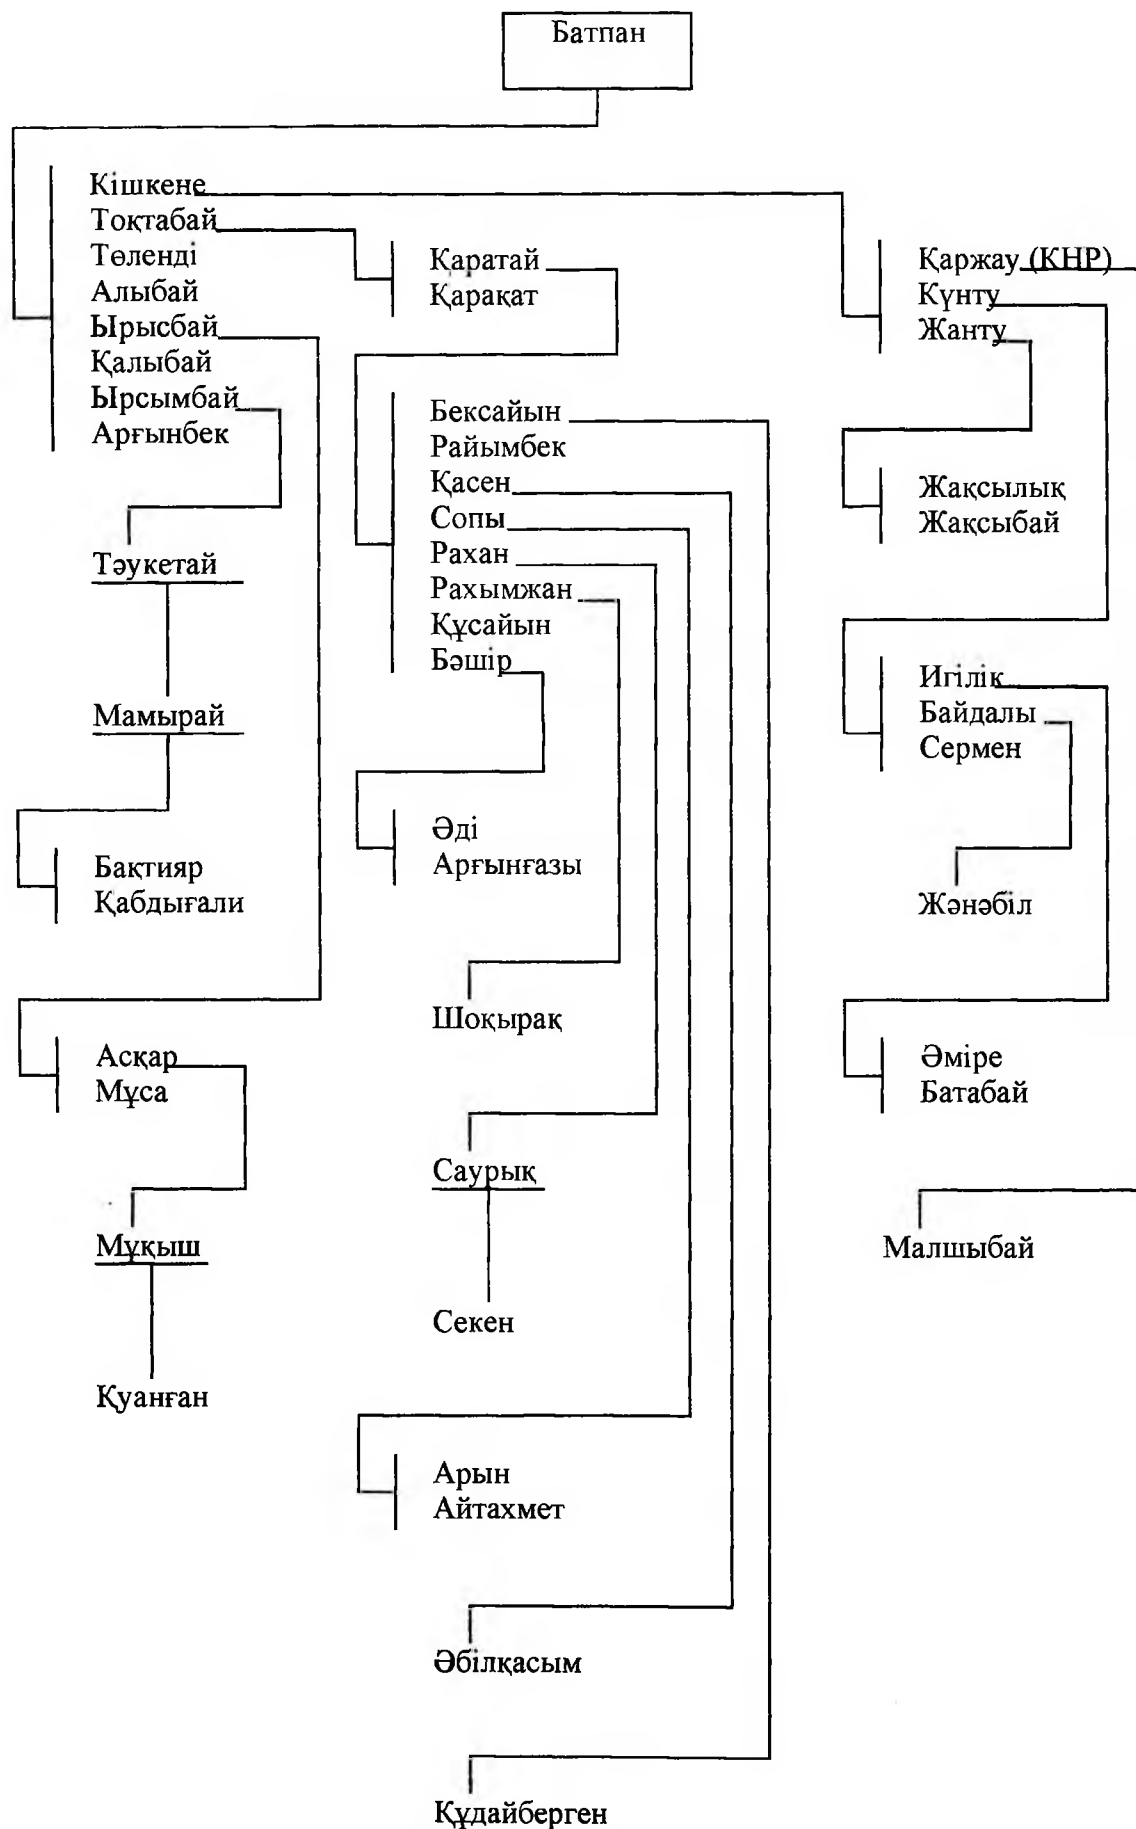 Батпан
Кішкене
Тоқтабай
Төленді
Алыбай
Ырысбай
Қалыбай
Ырсымбай
Арғынбек
Тәукетай
Мамырай
Бақтияр
Қабдығали
Асқар
Мұса
Мұқыш
Қуанған
Қаратай
Қарақат
Бексайын
Райымбек
Қасен
Сопы
Рахан
Рахымжан
Құсайын
Бәшір
Әді
Арғынғазы
Шоқырақ
Саурық
Секен
Арын
Айтахмет
Әбілқасым
Құдайберген
Қаржау (КНР)
Күнту
Жанту
Жақсылық
Жақсыбай
Игілік
Байдалы
Сермен
Жәнәбіл
Әміре
Батабай
Малшыбай